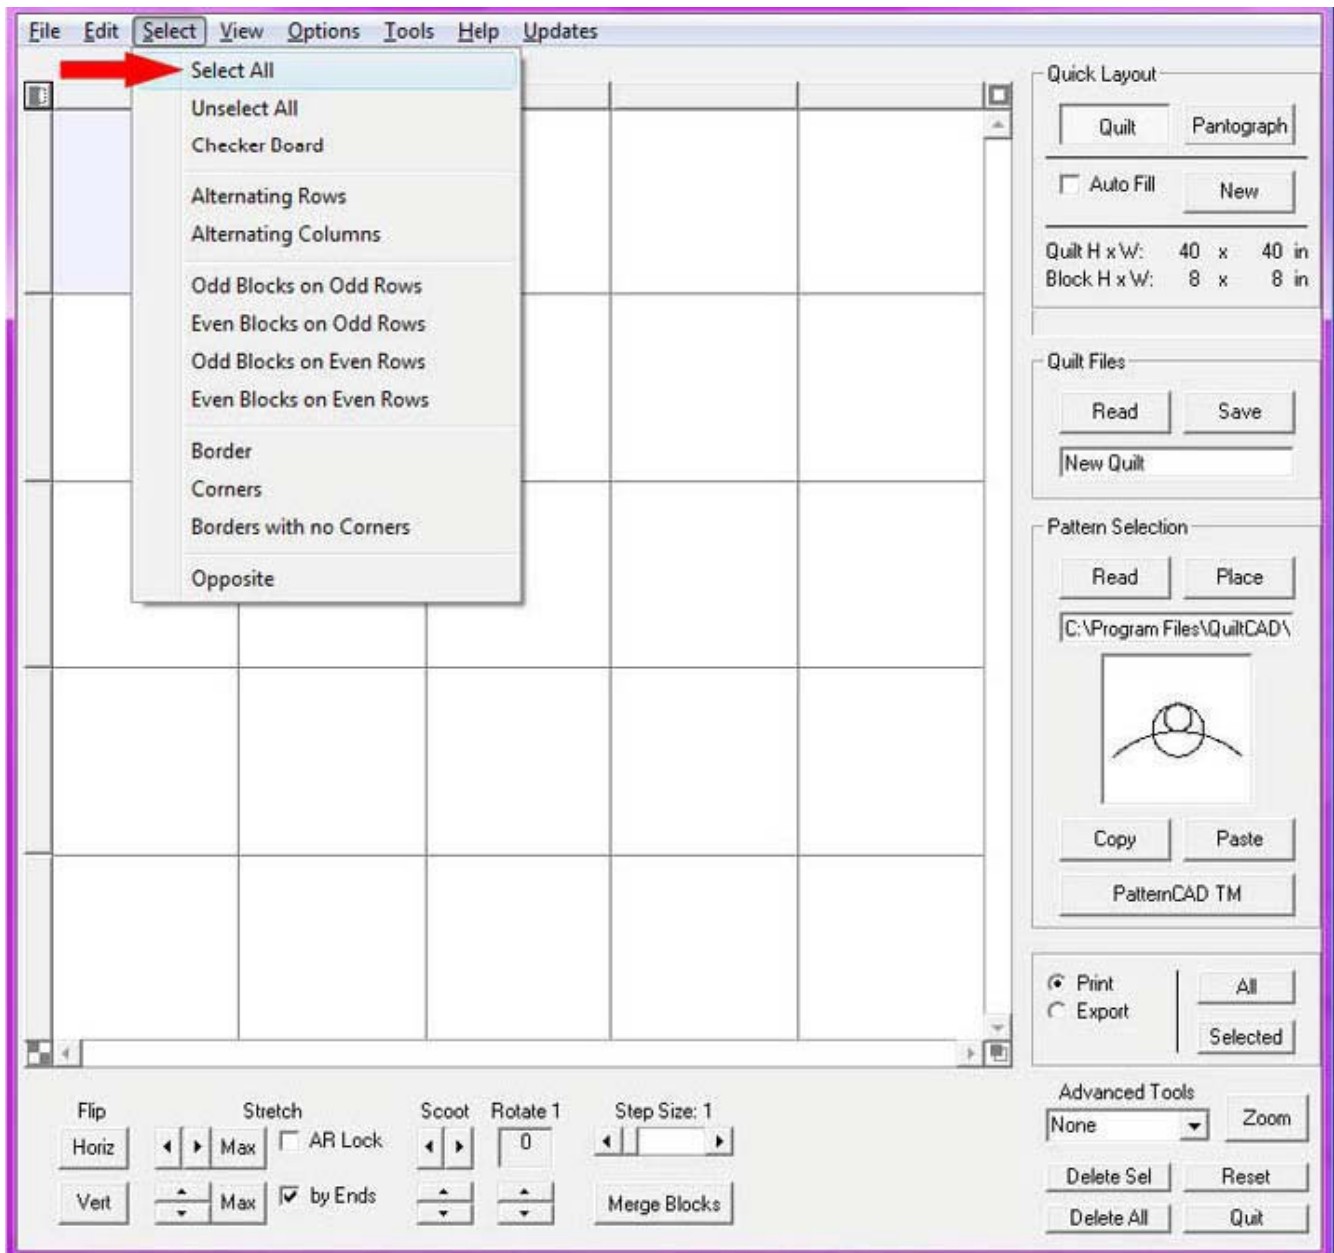 File Edit Select View Options Tools Help Updates
Select All
Unselect All
Checker Board
Alternating Rows
Alternating Columns
Odd Blocks on Odd Rows
Even Blocks on Odd Rows
Odd Blocks on Even Rows
Even Blocks on Even Rows
Border
Corners
Borders with no Corners
Opposite
Quick Layout
Quilt Pantograph
Auto Fill New
Quilt H x W: 40 x 40 in
Block H x W: 8 x 8 in
Quilt Files
Read Save
New Quilt
Pattern Selection
Read Place
C:\Program Files\QuiltCAD\
Copy Paste
PatternCAD TM
Print All
Export
Selected
Advanced Tools
None Zoom
Delete Sel Reset
Delete All Quit
Flip Stretch Scoot Rotate 1 Step Size: 1
Horiz Max AR Lock 0
Vert Max by Ends Merge Blocks